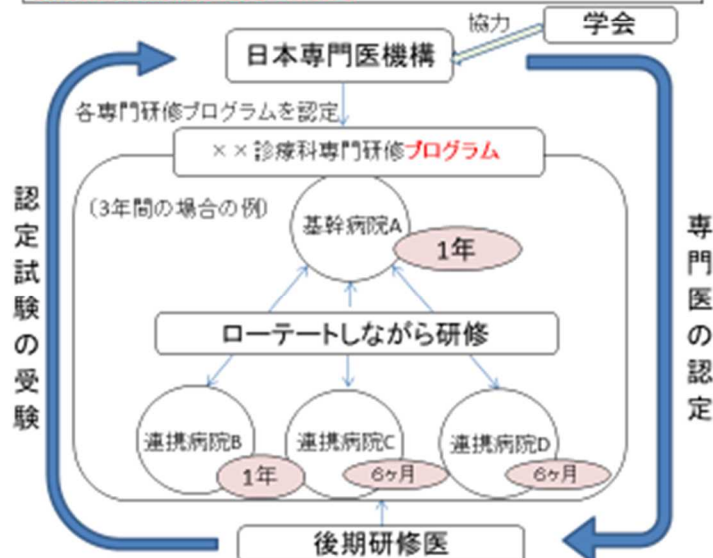 協力
学会
日本専門医機構
各専門研修プログラムを認定
××診療科専門研修プログラム
（3年間の場合の例）
基幹病院A
1年
認定試験の受験
専門医の認定
ローテートしながら研修
連携病院B
連携病院C
連携病院D
1年
6ヶ月
6ヶ月
後期研修医